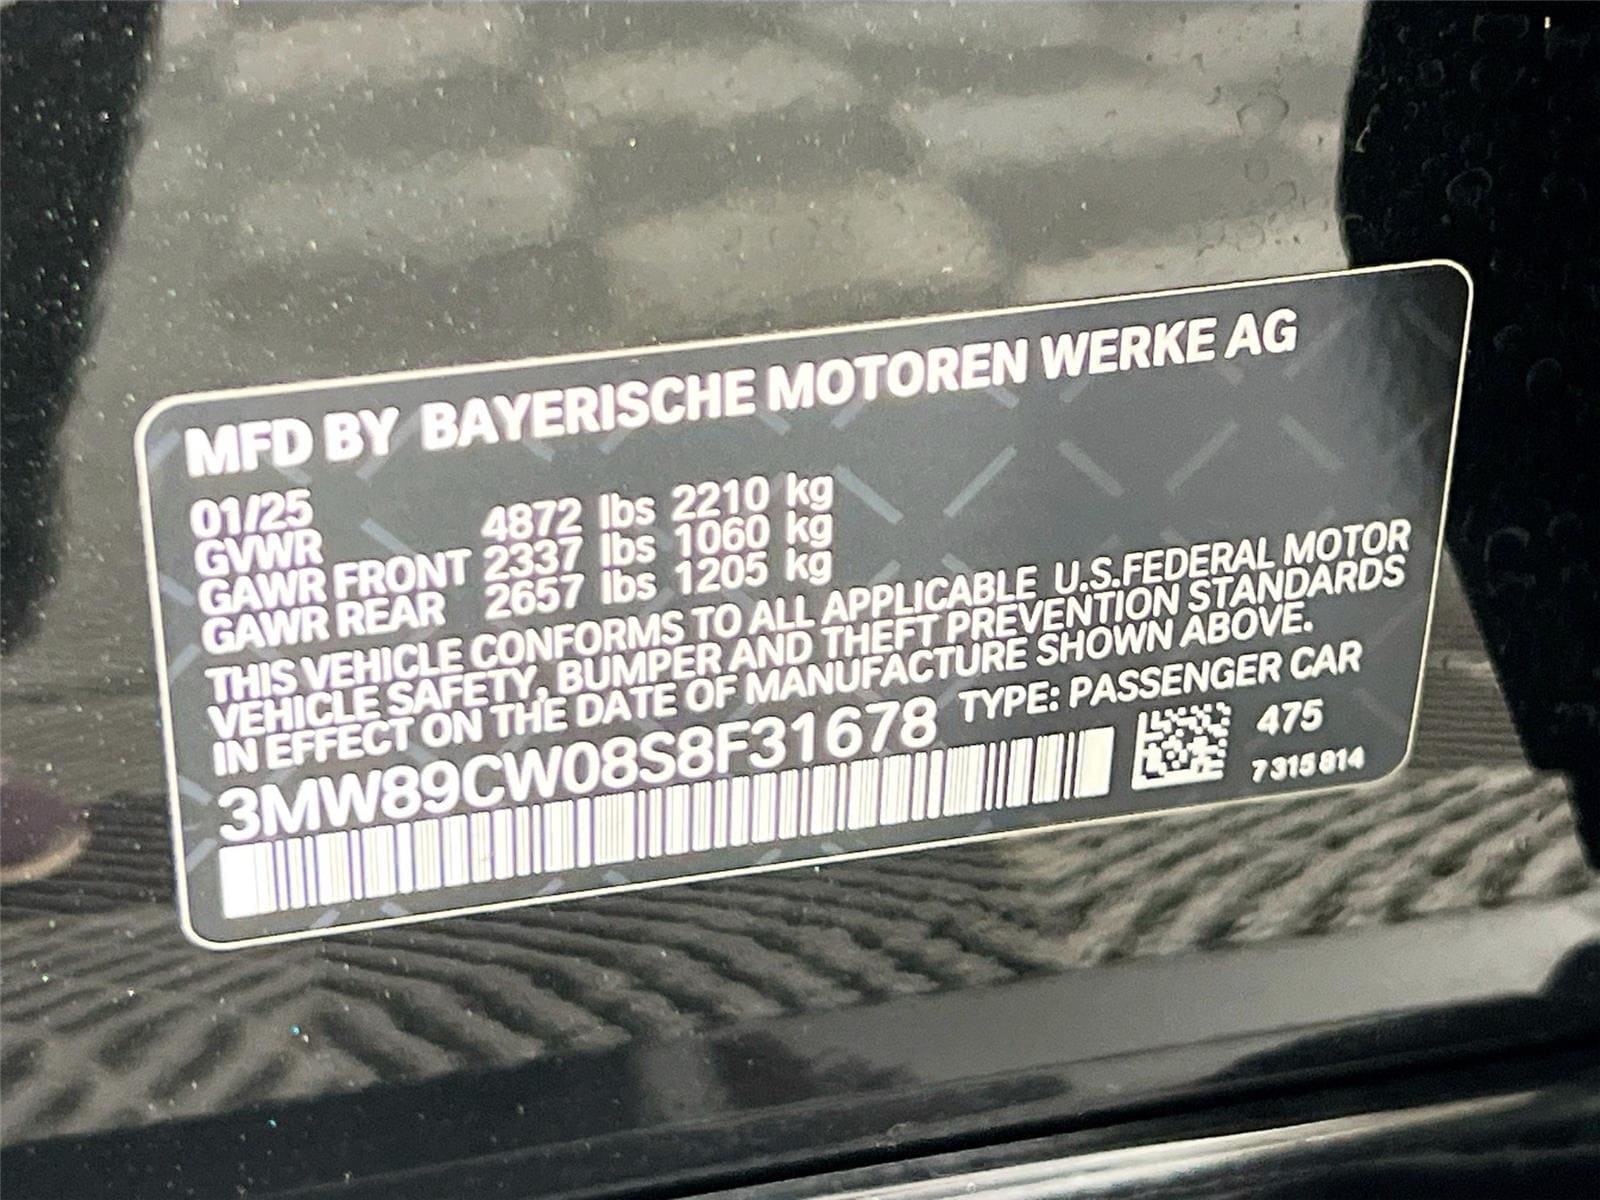 MFD BY BAYERISCHE MOTOREN WERKE AG
01/25
GVWR 4872 lbs 2210 kg
GAWR FRONT 2337 lbs 1060 kg
GAWR REAR 2657 lbs 1205 kg
THIS VEHICLE CONFORMS TO ALL APPLICABLE U.S.FEDERAL MOTOR
VEHICLE SAFETY, BUMPER AND THEFT PREVENTION STANDARDS
IN EFFECT ON THE DATE OF MANUFACTURE SHOWN ABOVE.
3MW89CW08S8F31678 TYPE: PASSENGER CAR
475
7 315 814